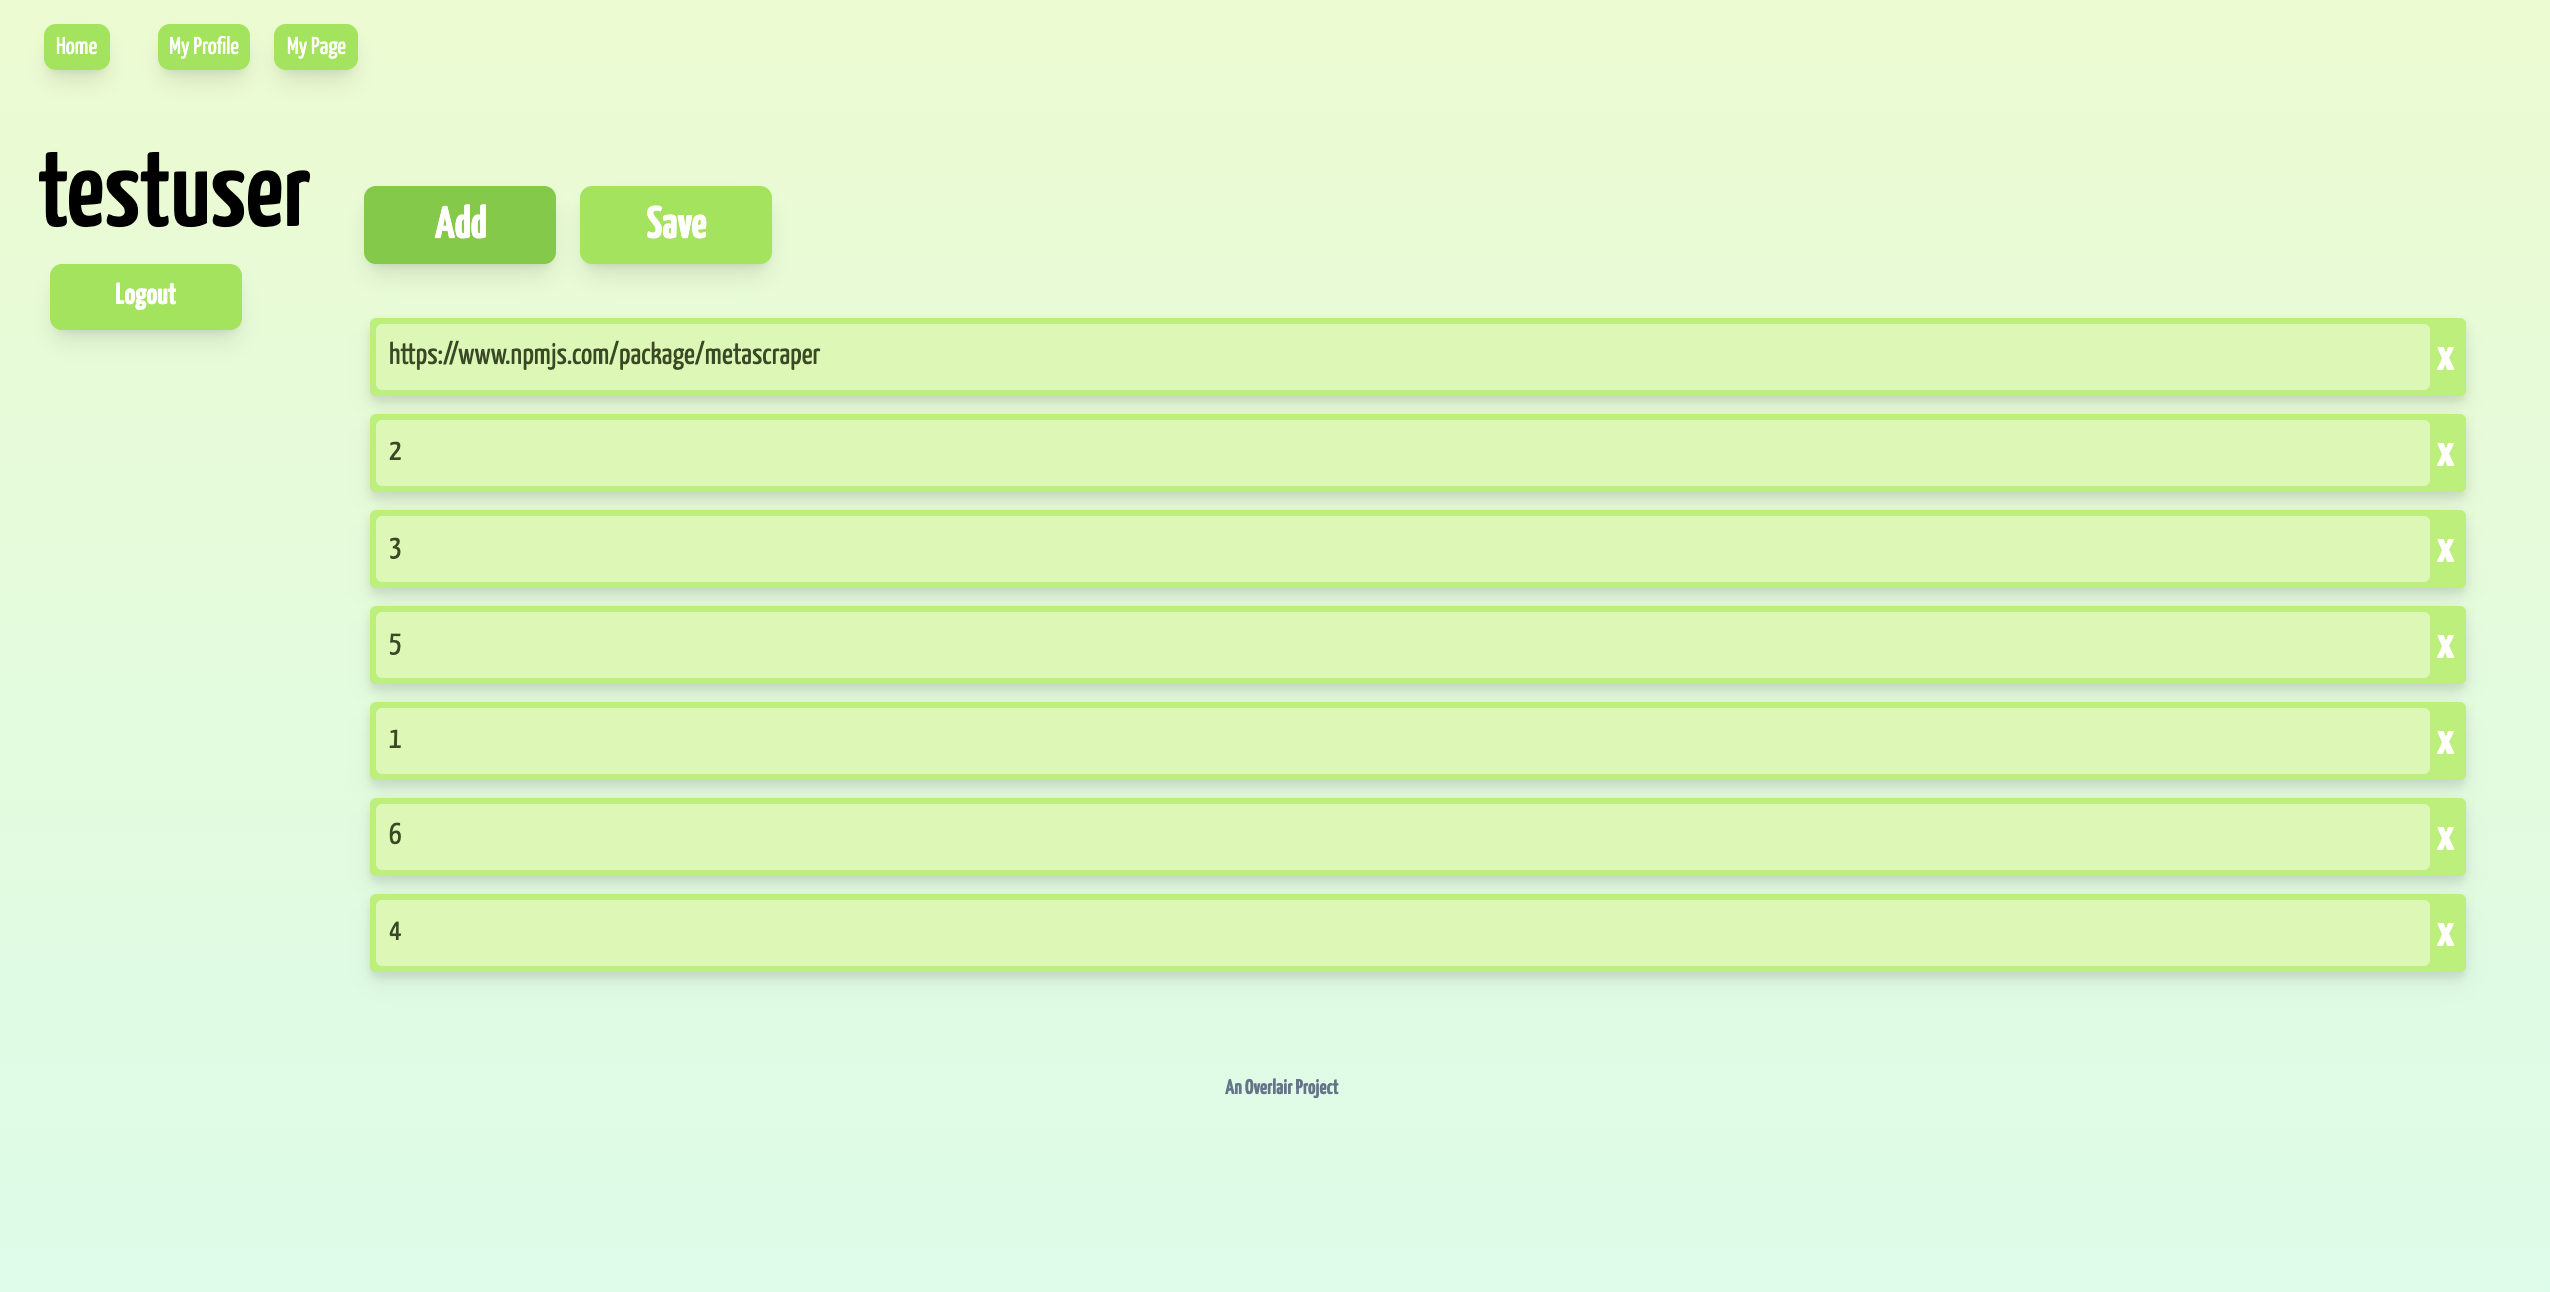 Home
My Profile
My Page
testuser
Add
Save
Logout
https://www.npmjs.com/package/metascraper
X
2
X
3
X
5
X
1
X
6
X
4
X
An Overlair Project